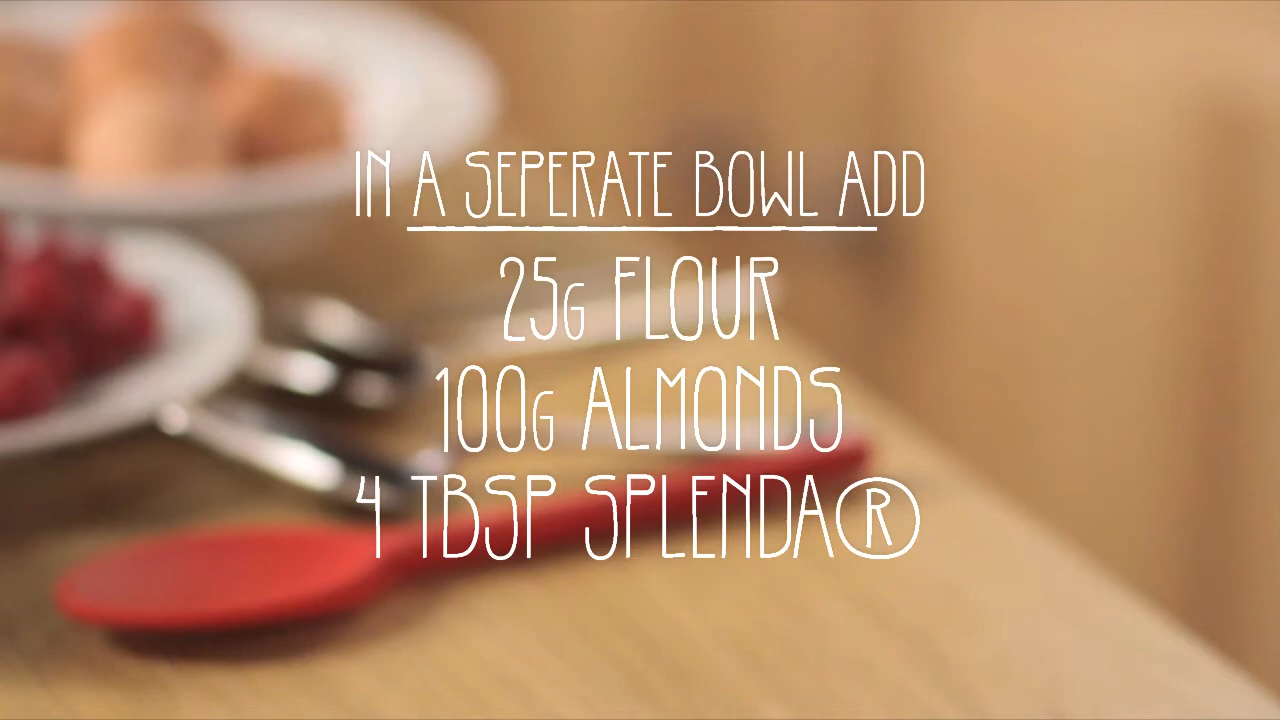 IN A SEPERATE BOWL ADD
25G FLOUR
100G ALMONDS
4 TBSP SPLENDA®